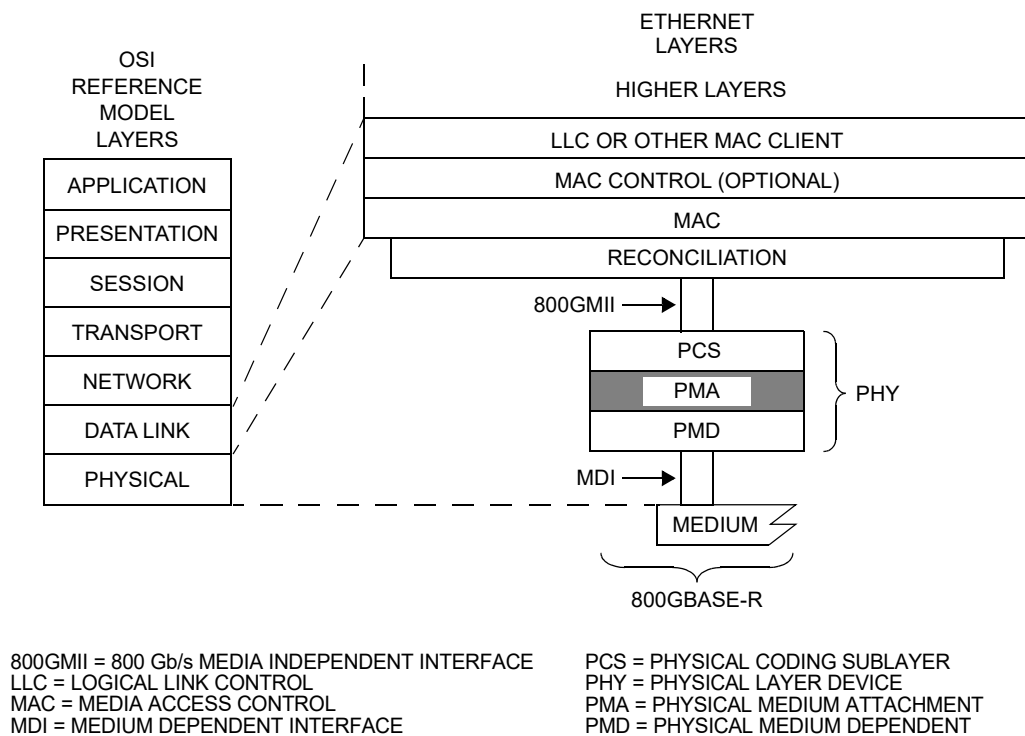 OSI
REFERENCE
MODEL
LAYERS
APPLICATION
PRESENTATION
SESSION
TRANSPORT
NETWORK
DATA LINK
PHYSICAL
ETHERNET
LAYERS
HIGHER LAYERS
LLC OR OTHER MAC CLIENT
MAC CONTROL (OPTIONAL)
MAC
RECONCILIATION
800GMII
PCS
PMA
PHY
PMD
MDI
MEDIUM
800GBASE-R
800GMII = 800 Gb/s MEDIA INDEPENDENT INTERFACE
LLC = LOGICAL LINK CONTROL
MAC = MEDIA ACCESS CONTROL
MDI = MEDIUM DEPENDENT INTERFACE
PCS = PHYSICAL CODING SUBLAYER
PHY = PHYSICAL LAYER DEVICE
PMA = PHYSICAL MEDIUM ATTACHMENT
PMD = PHYSICAL MEDIUM DEPENDENT